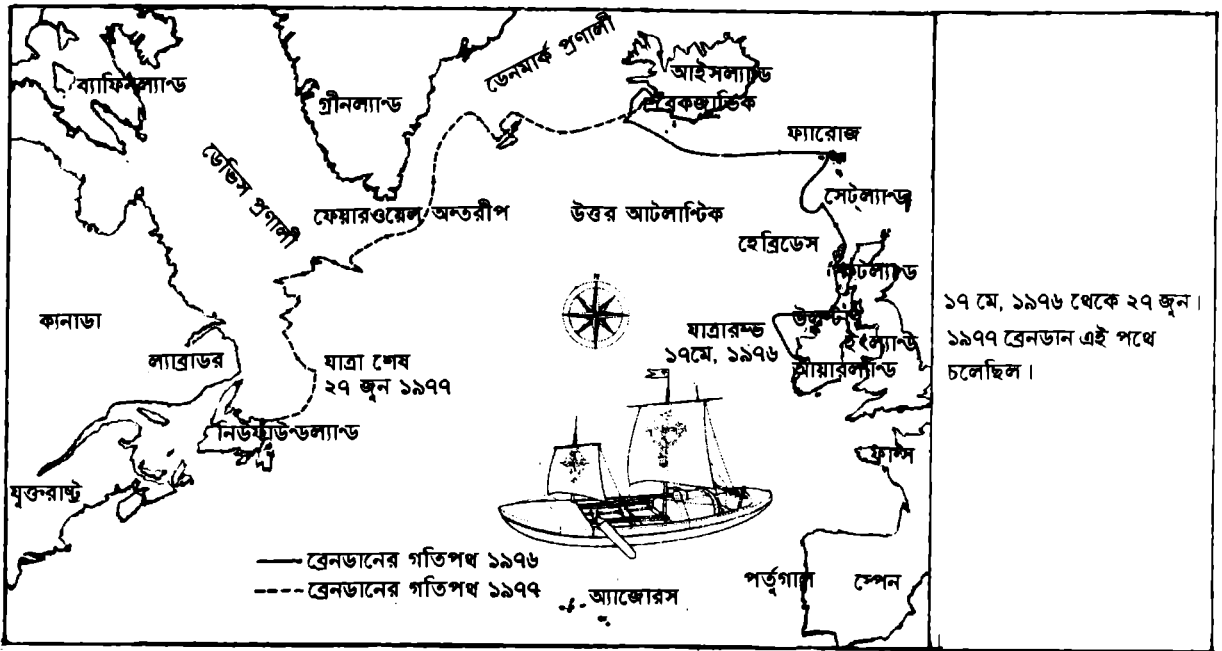 ডেনমার্ক প্রণালী
আইসল্যাণ্ড
রেকজাভিক
ব্যাফিনল্যাণ্ড
গ্রীনল্যাণ্ড
ফ্যারোজ
ডেভিস প্রণালী
সেটল্যাণ্ড
ফেয়ারওয়েল অন্তরীপ
উত্তর আটলাণ্টিক
হেব্রিডেস
স্কটল্যাণ্ড
কানাডা
যাত্রারম্ভ
১৭মে, ১৯৭৬
ইংল্যাণ্ড
আয়ারল্যাণ্ড
ল্যাব্রাডর
যাত্রা শেষ
২৭ জুন ১৯৭৭
নিউফাউণ্ডল্যাণ্ড
ফ্রান্স
যুক্তরাষ্ট্র
ব্রেনডানের গতিপথ ১৯৭৬
ব্রেনডানের গতিপথ ১৯৭৭
অ্যাজোরস
পর্তুগাল
স্পেন
১৭ মে, ১৯৭৬ থেকে ২৭ জুন।
১৯৭৭ ব্রেনডান এই পথে
চলেছিল।